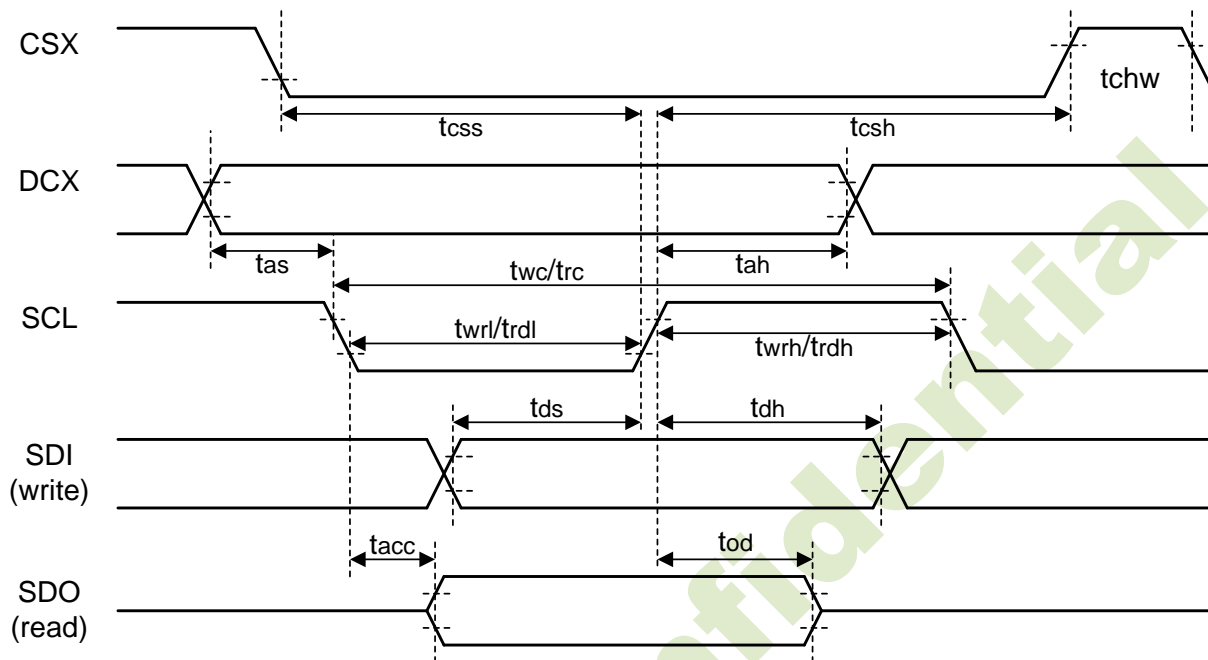 CSX
tchw
tcss
tcsh
DCX
tas
tah
twc/trc
SCL
twrl/trdl
twrh/trdh
tds
tdh
SDI
(write)
tacc
tod
SDO
(read)
nfidential